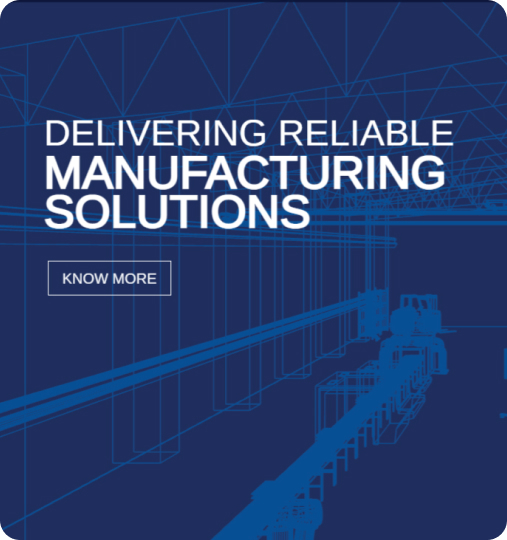 DELIVERING RELIABLE
MANUFACTURING
SOLUTIONS
KNOW MORE